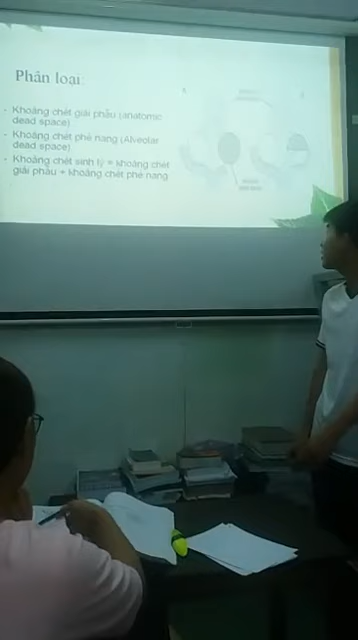 Phân loại:
- Khoảng chết giải phẫu (anatomic
dead space)
- Khoảng chết phế nang (Alveolar
dead space)
- Khoảng chết sinh lý = khoảng chết
giải phẫu + khoảng chết phế nang